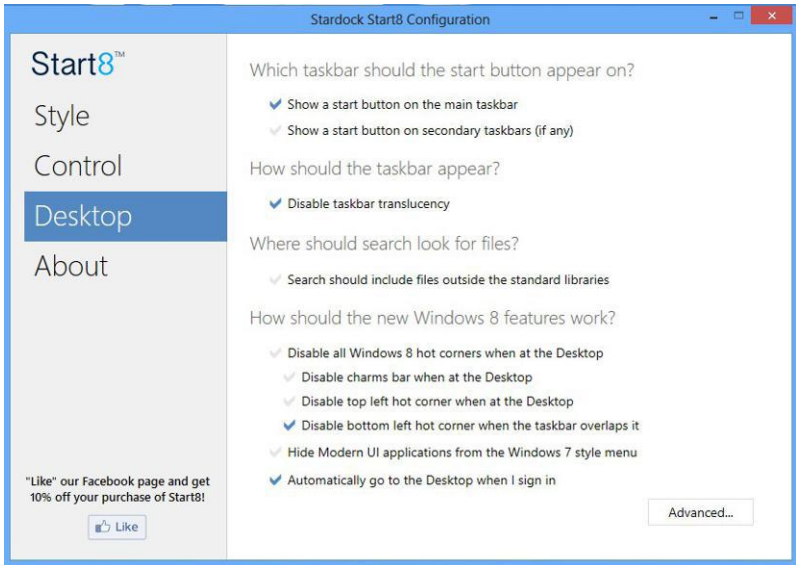 Stardock Start8 Configuration
Start8™
Style
Control
Desktop
About
"Like" our Facebook page and get
10% off your purchase of Start8!
Like
Which taskbar should the start button appear on?
Show a start button on the main taskbar
Show a start button on secondary taskbars (if any)
How should the taskbar appear?
Disable taskbar translucency
Where should search look for files?
Search should include files outside the standard libraries
How should the new Windows 8 features work?
Disable all Windows 8 hot corners when at the Desktop
Disable charms bar when at the Desktop
Disable top left hot corner when at the Desktop
Disable bottom left hot corner when the taskbar overlaps it
Hide Modern UI applications from the Windows 7 style menu
Automatically go to the Desktop when I sign in
Advanced...